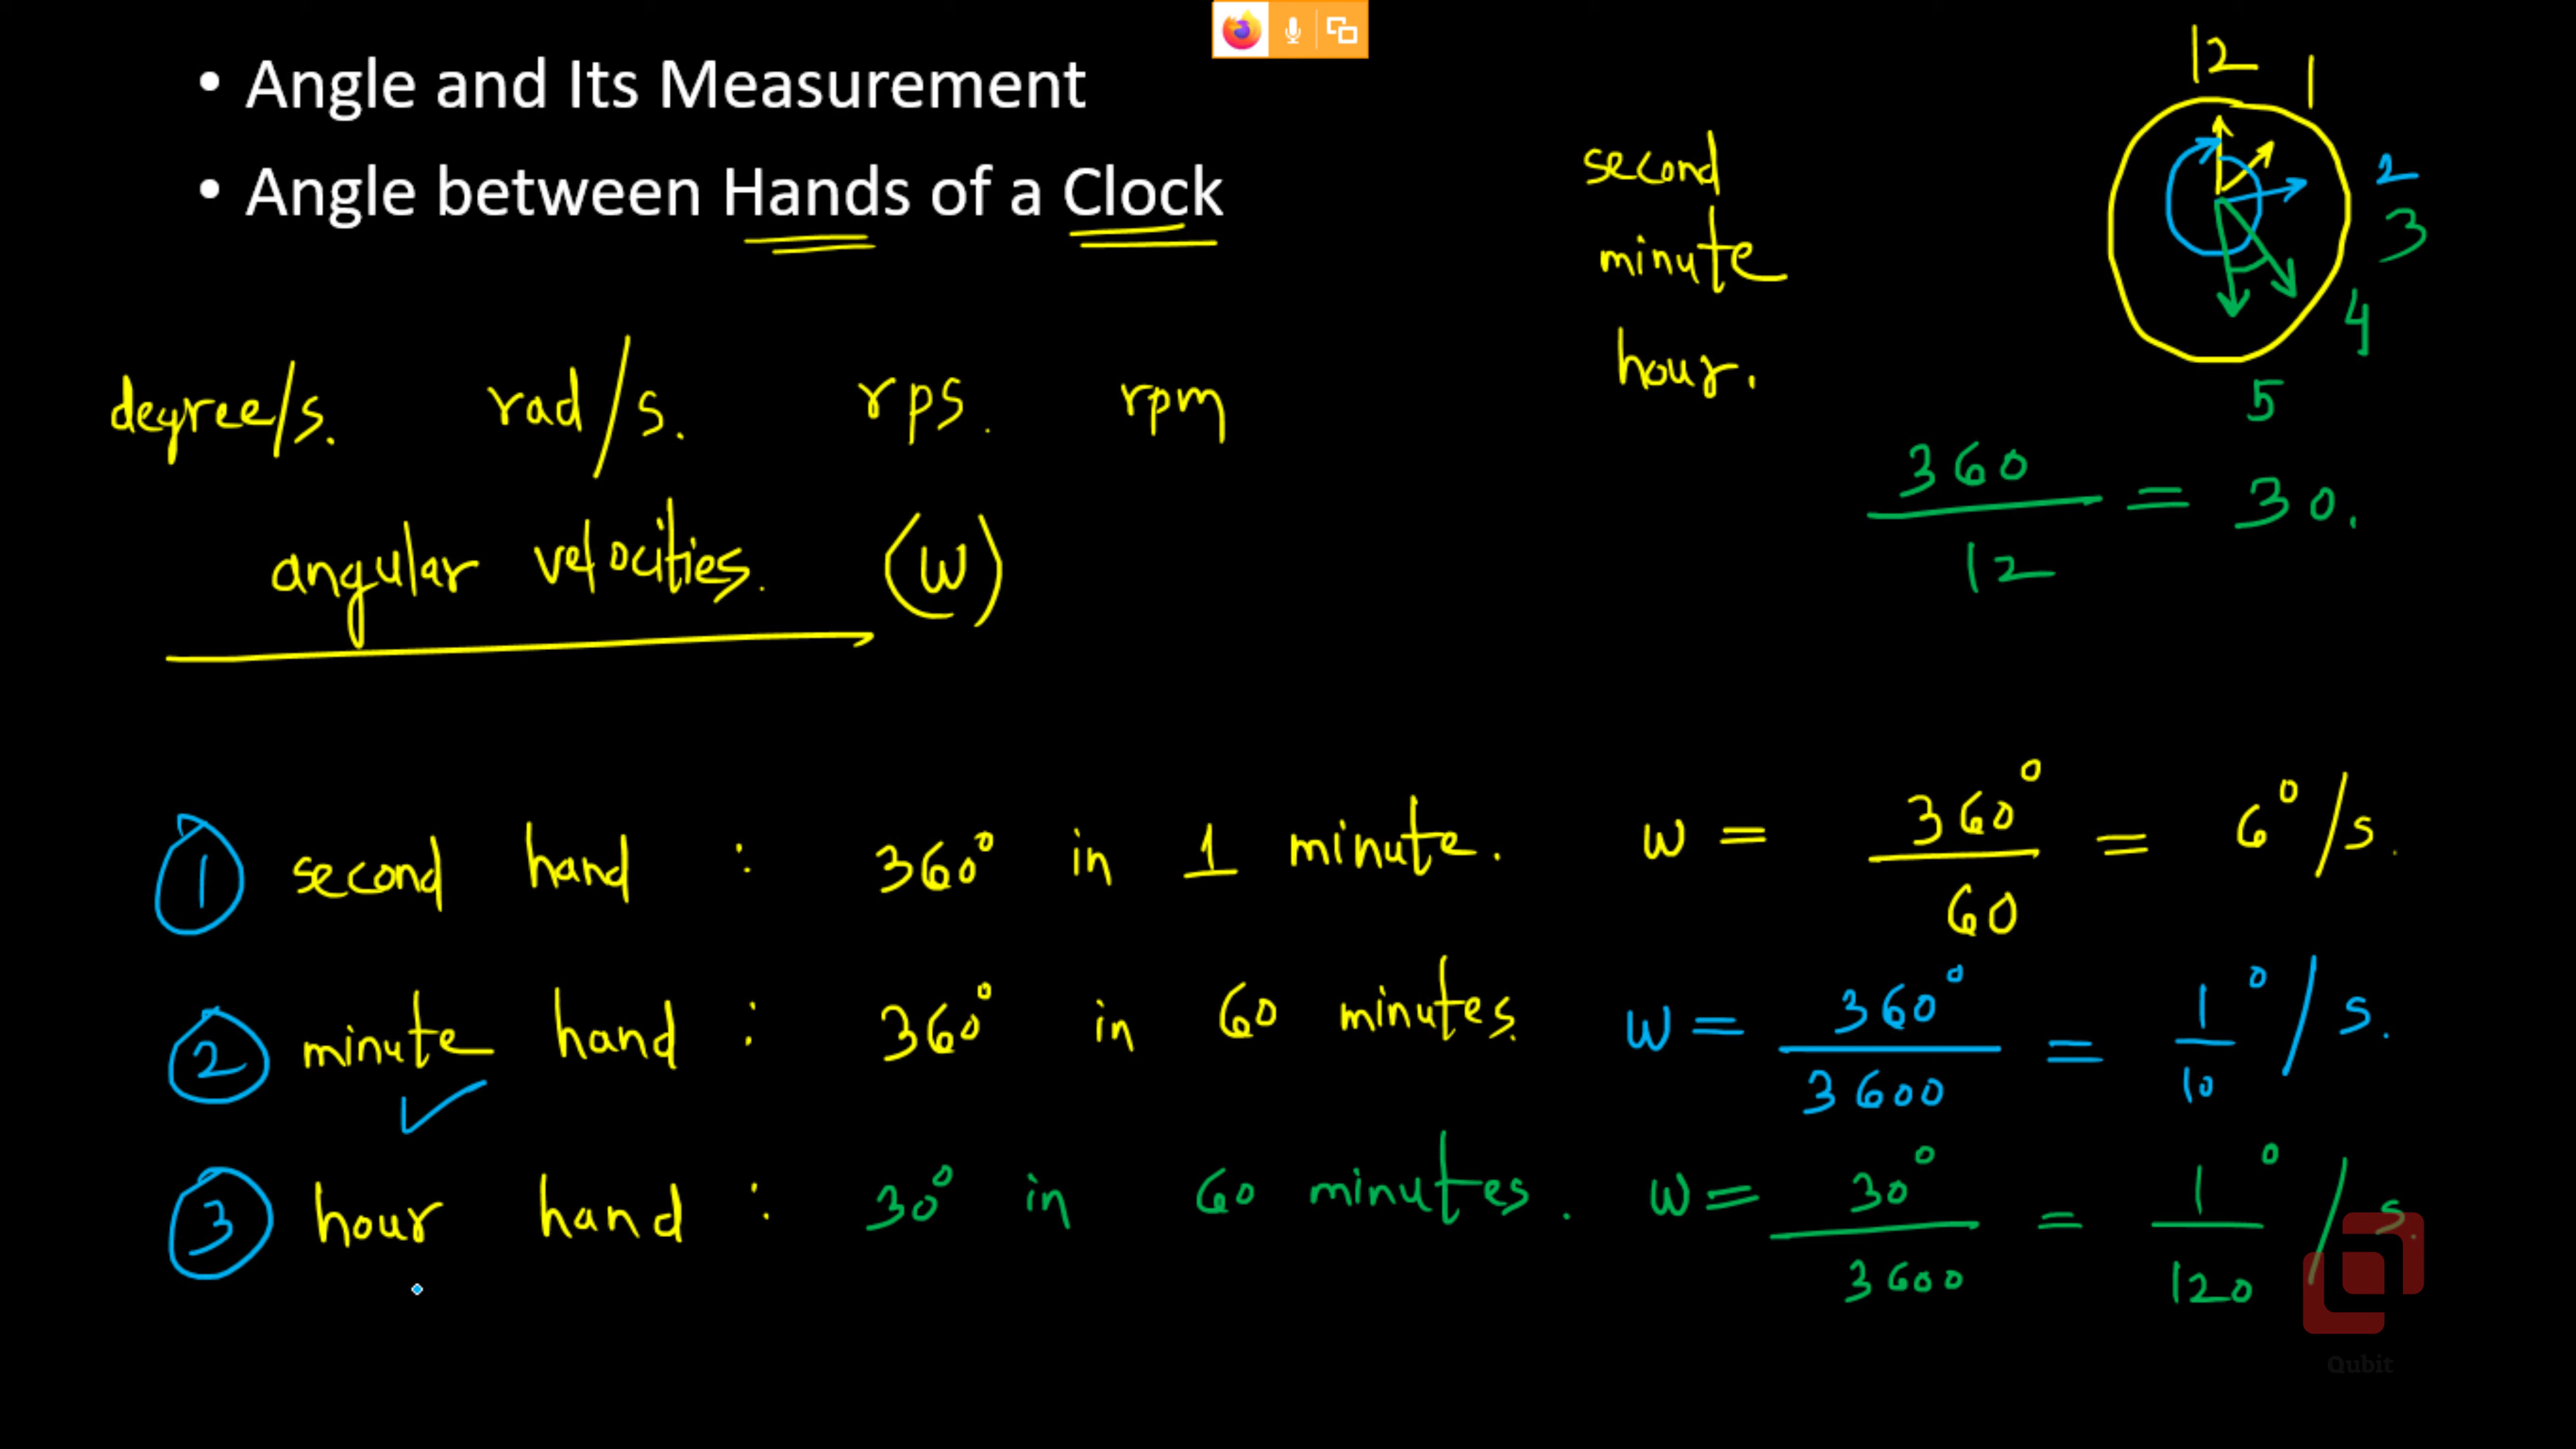 • Angle and Its Measurement
• Angle between Hands of a Clock
12
1
2
3
4
5
second
minute
hour.
degree/s. rad/s. rps. rpm
angular velocities. (w)
360
12
= 30.
① second hand : 360° in 1 minute. w = 360°/60 = 6°/s.
② minute hand : 360° in 60 minutes. w = 360°/3600 = 1/10°/s.
③ hour hand : 30° in 60 minutes. w = 30°/3600 = 1/120°/s.
Qubit